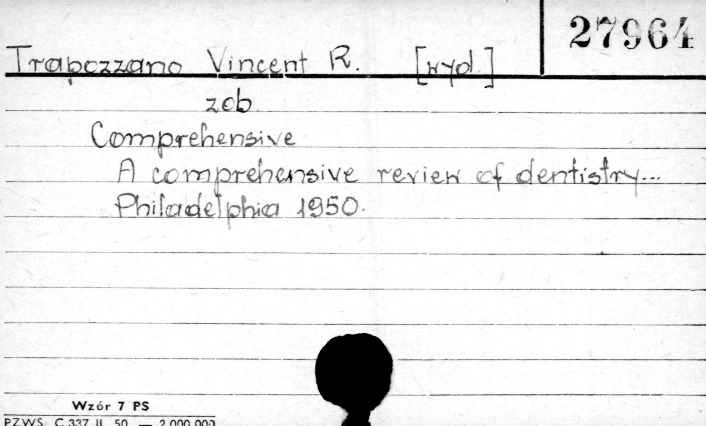 27964
Trapozzano Vincent R. [wyd.]
zob.
Comprehensive
A comprehensive review of dentistry...
Philadelphia 1950.
Wzór 7 PS
PZWS. C 337 II. 50. — 2.000.000